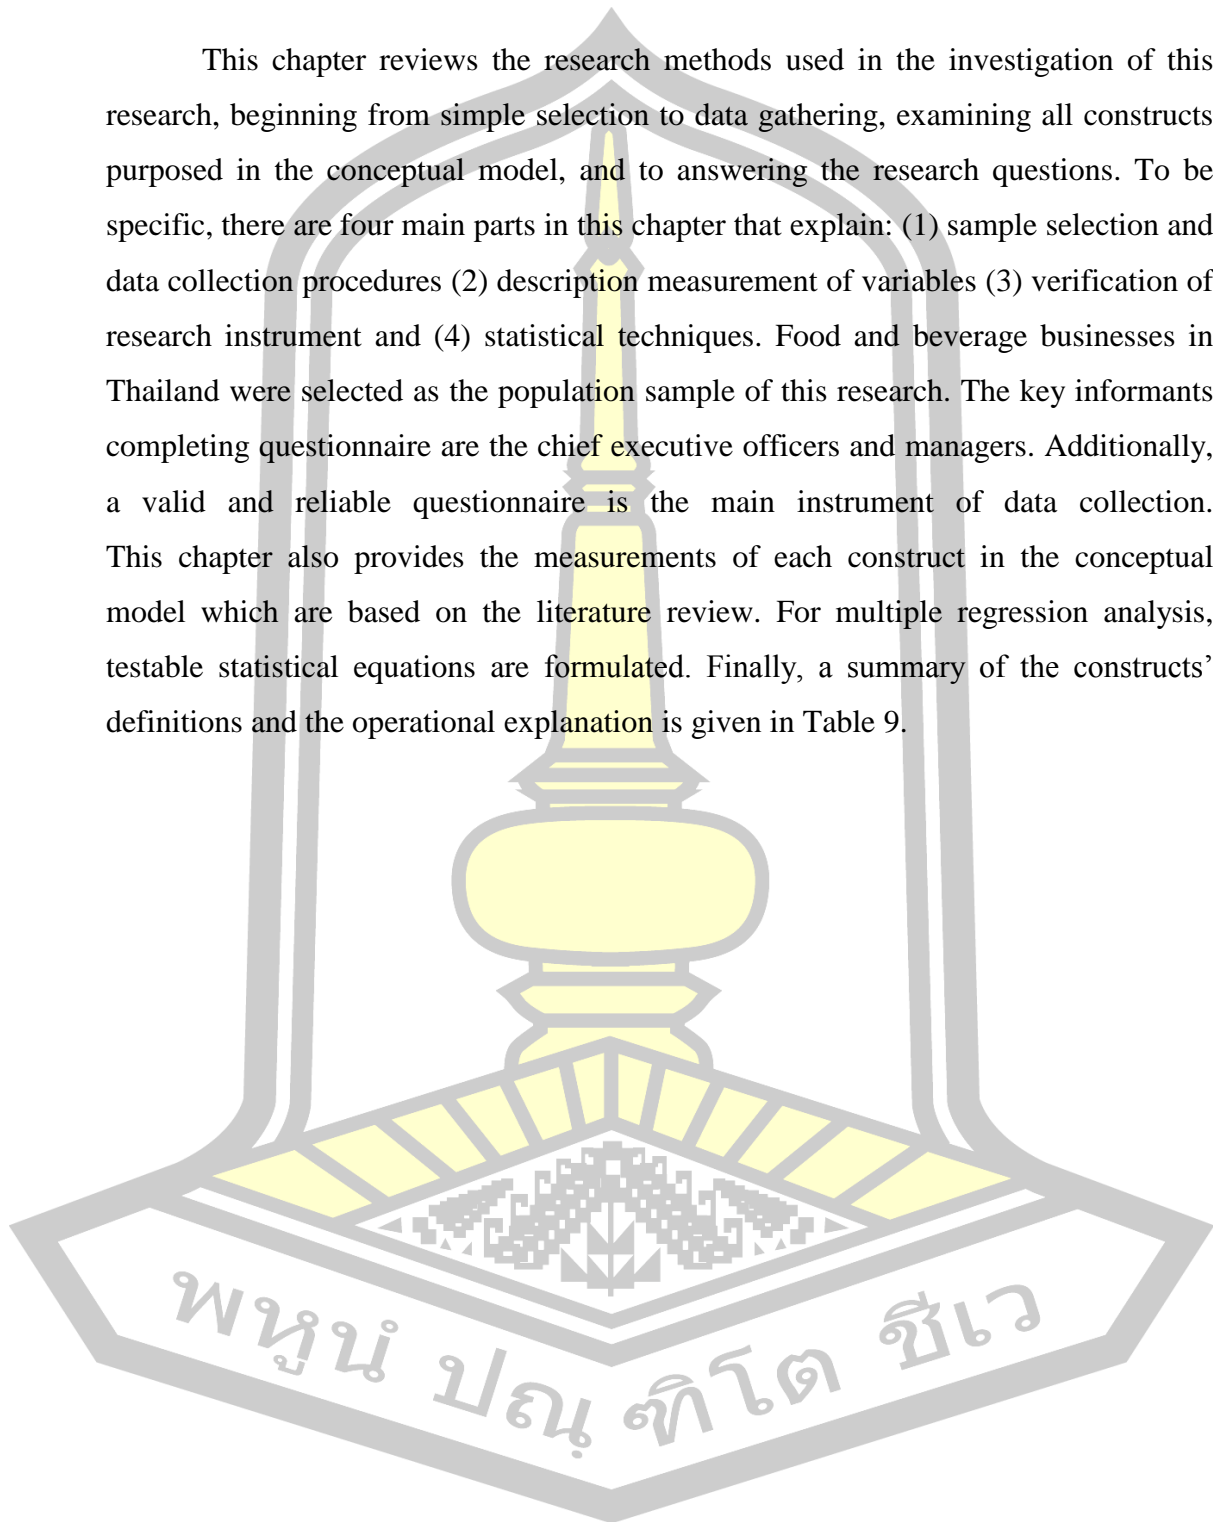 This chapter reviews the research methods used in the investigation of this
research, beginning from simple selection to data gathering, examining all constructs
purposed in the conceptual model, and to answering the research questions. To be
specific, there are four main parts in this chapter that explain: (1) sample selection and
data collection procedures (2) description measurement of variables (3) verification of
research instrument and (4) statistical techniques. Food and beverage businesses in
Thailand were selected as the population sample of this research. The key informants
completing questionnaire are the chief executive officers and managers. Additionally,
a valid and reliable questionnaire is the main instrument of data collection.
This chapter also provides the measurements of each construct in the conceptual
model which are based on the literature review. For multiple regression analysis,
testable statistical equations are formulated. Finally, a summary of the constructs’
definitions and the operational explanation is given in Table 9.
พหูนํ ปณฺฑิโต ชีเว